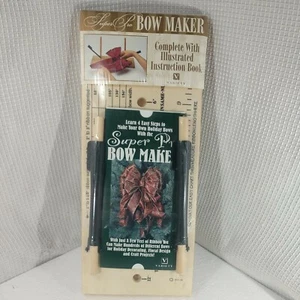 Super Pro
BOW MAKER
Complete With
Illustrated
Instruction Book
Learn 4 Easy Steps to
Make Your Own Holiday Bows
With the
Super P
BOW MAKE
With Just A Few Feet of Ribbon You
Can Make Hundreds of Different Bows
for Holiday Decorating, Floral Design
and Craft Projects!